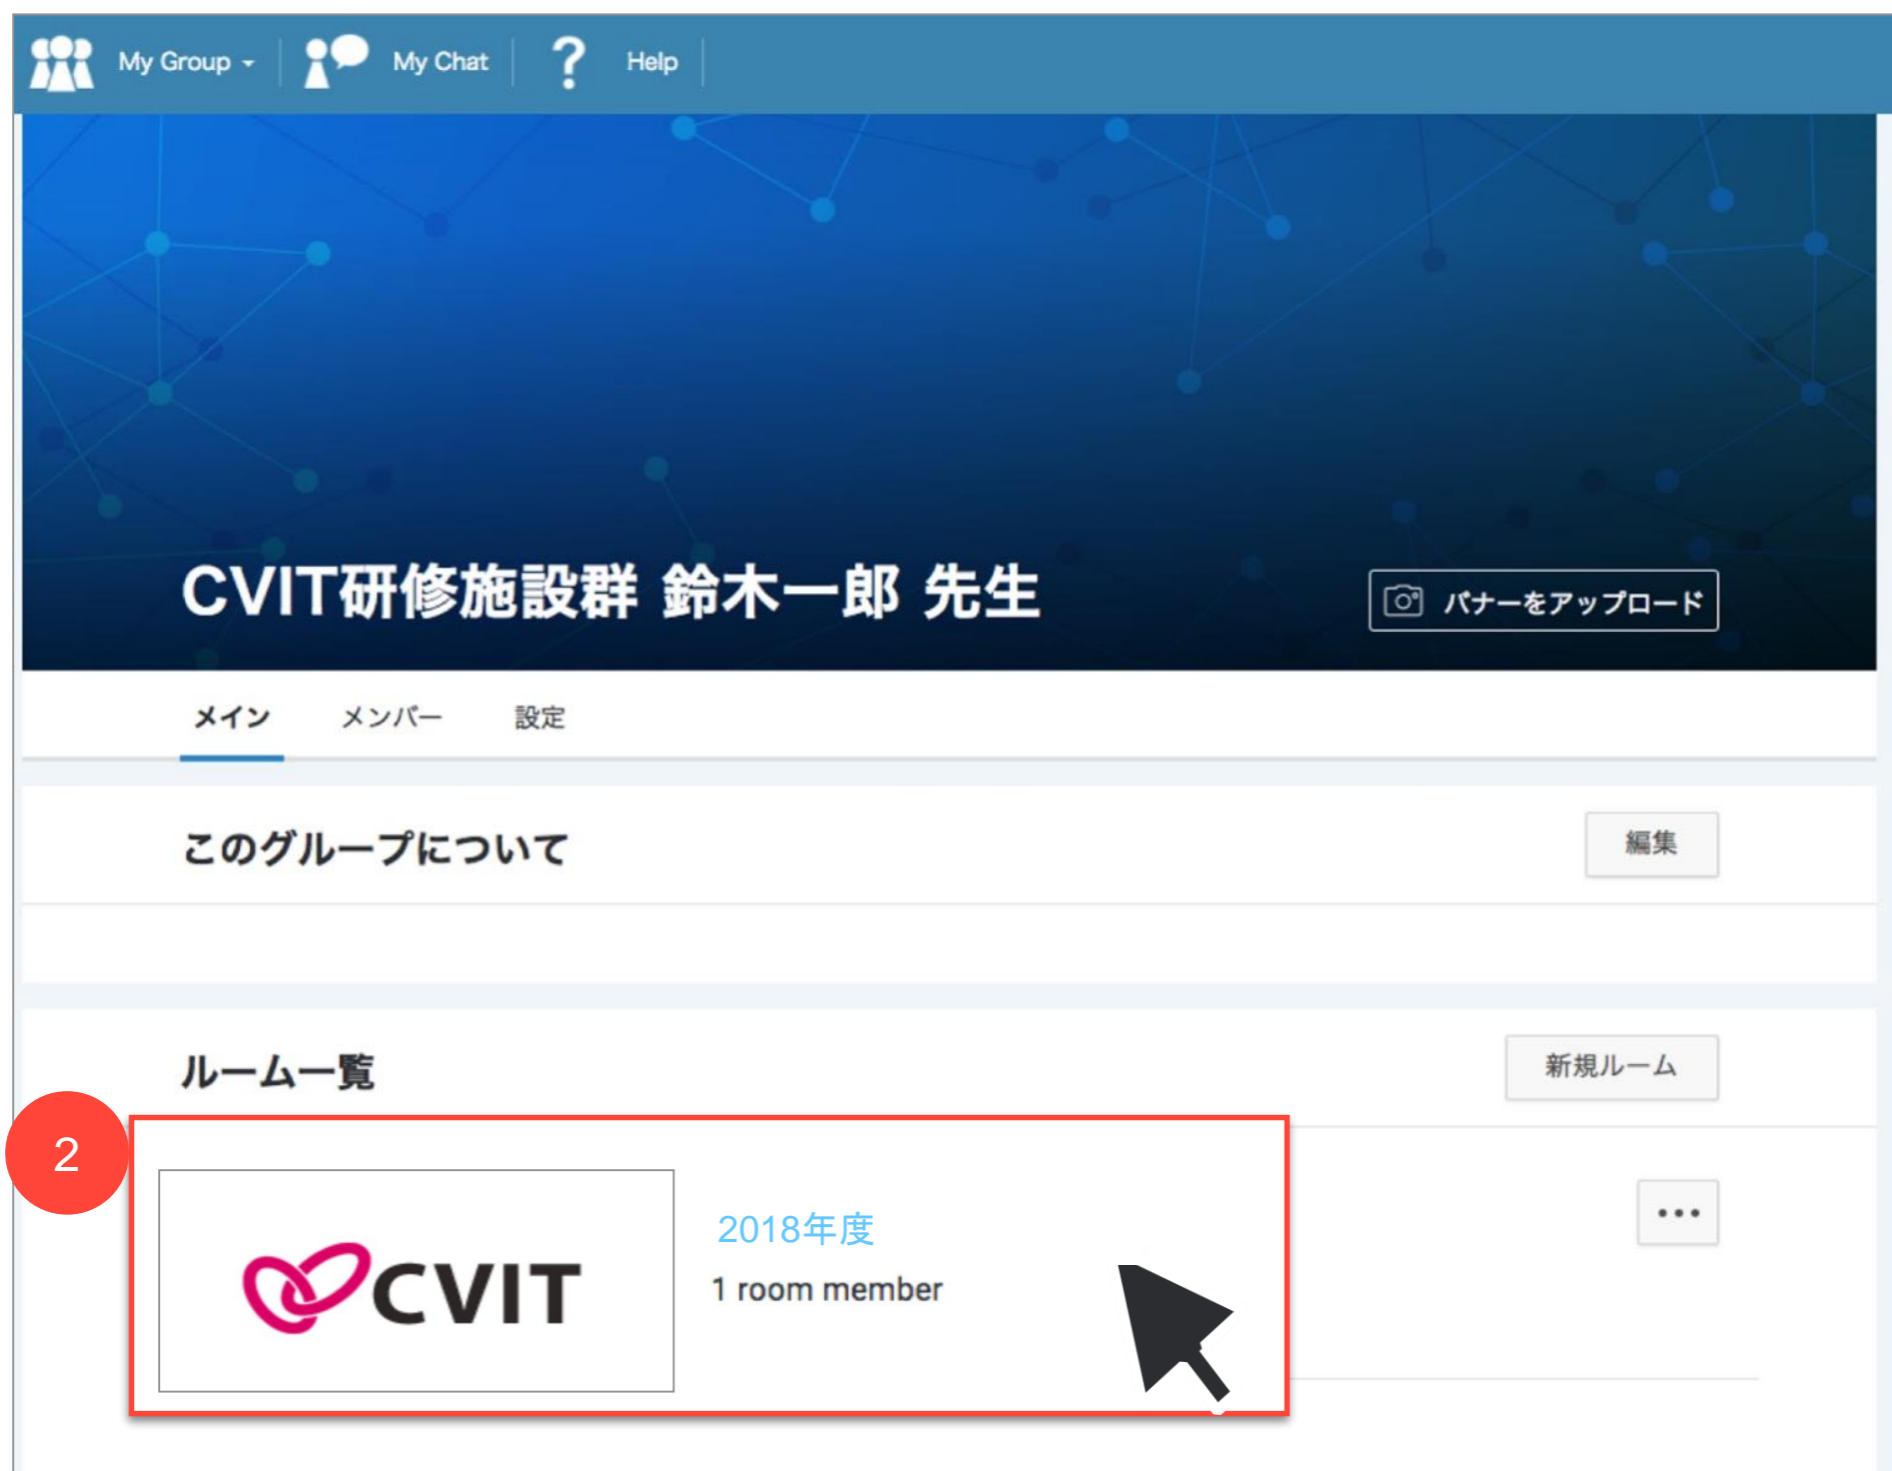 My Group
My Chat
? Help
CVIT研修施設群 鈴木一郎 先生
バナーをアップロード
メイン
メンバー
設定
このグループについて
編集
ルーム一覧
新規ルーム
2
CVIT
2018年度
1 room member